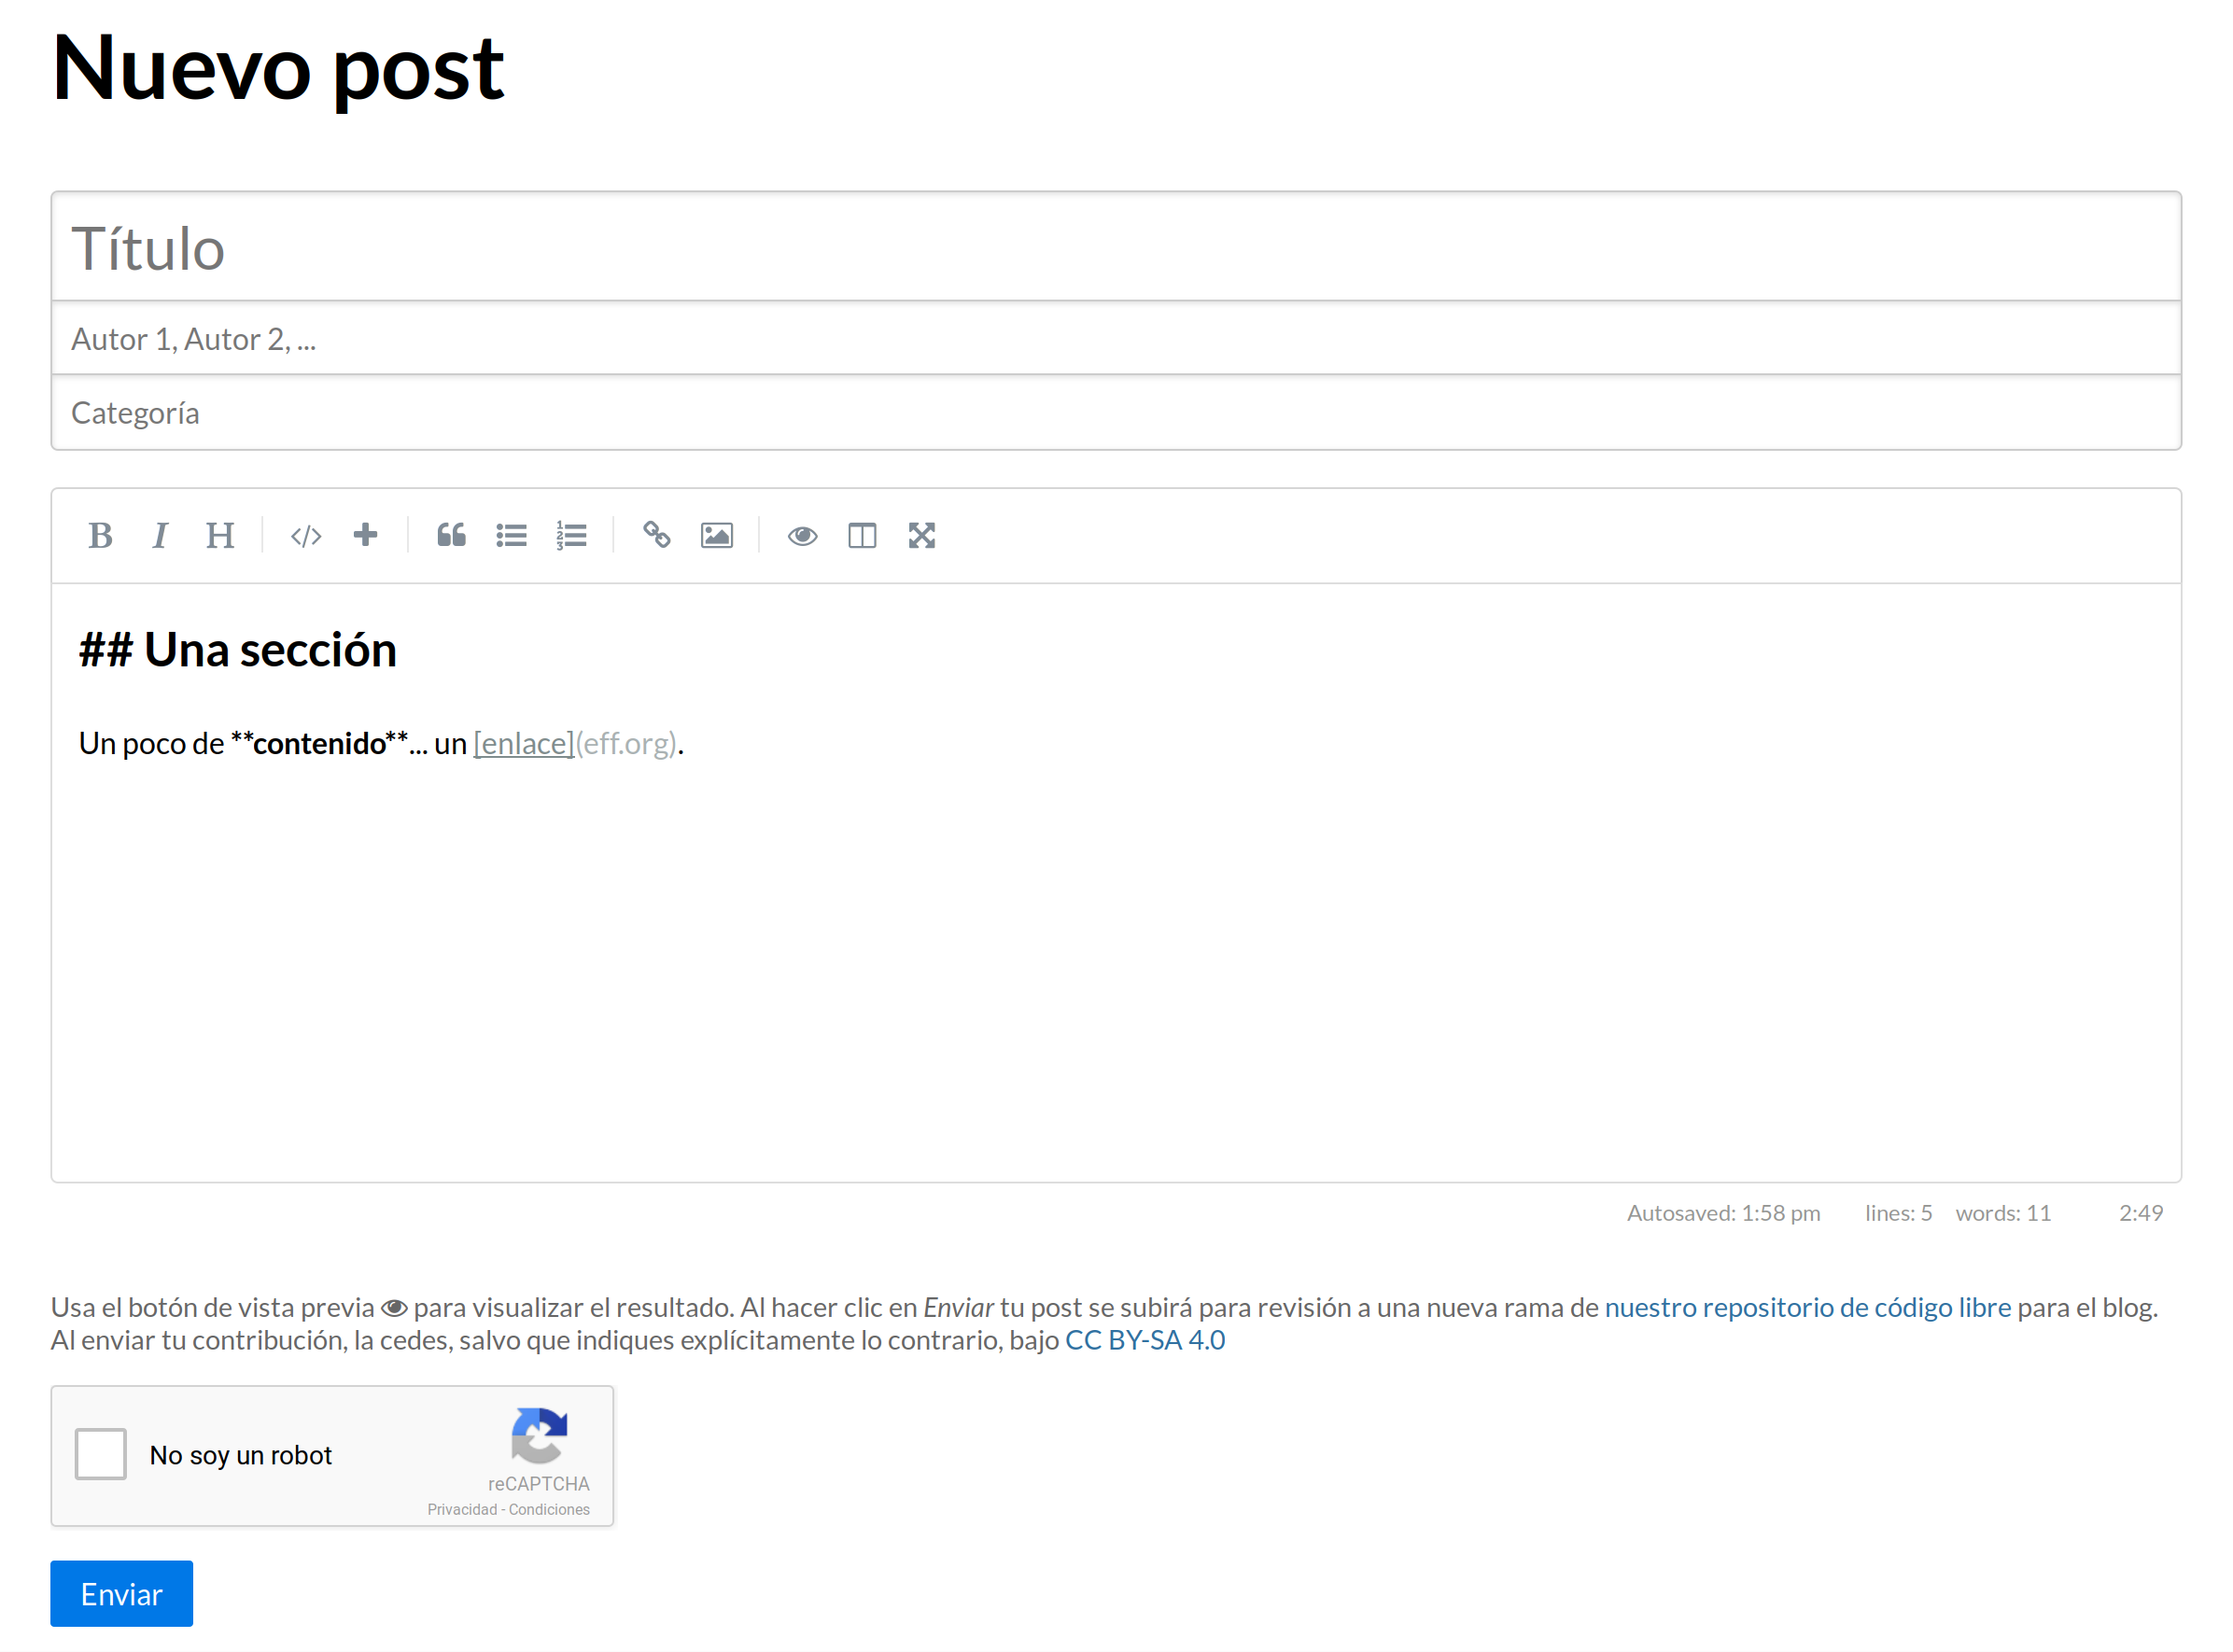 Nuevo post
Título
Autor 1, Autor 2, ...
Categoría
B I H
## Una sección
Un poco de **contenido**... un [enlace](eff.org).
Autosaved: 1:58 pm lines: 5 words: 11 2:49
Usa el botón de vista previa para visualizar el resultado. Al hacer clic en Enviar tu post se subirá para revisión a una nueva rama de nuestro repositorio de código libre para el blog.
Al enviar tu contribución, la cedes, salvo que indiques explícitamente lo contrario, bajo CC BY-SA 4.0
No soy un robot
reCAPTCHA
Privacidad - Condiciones
Enviar